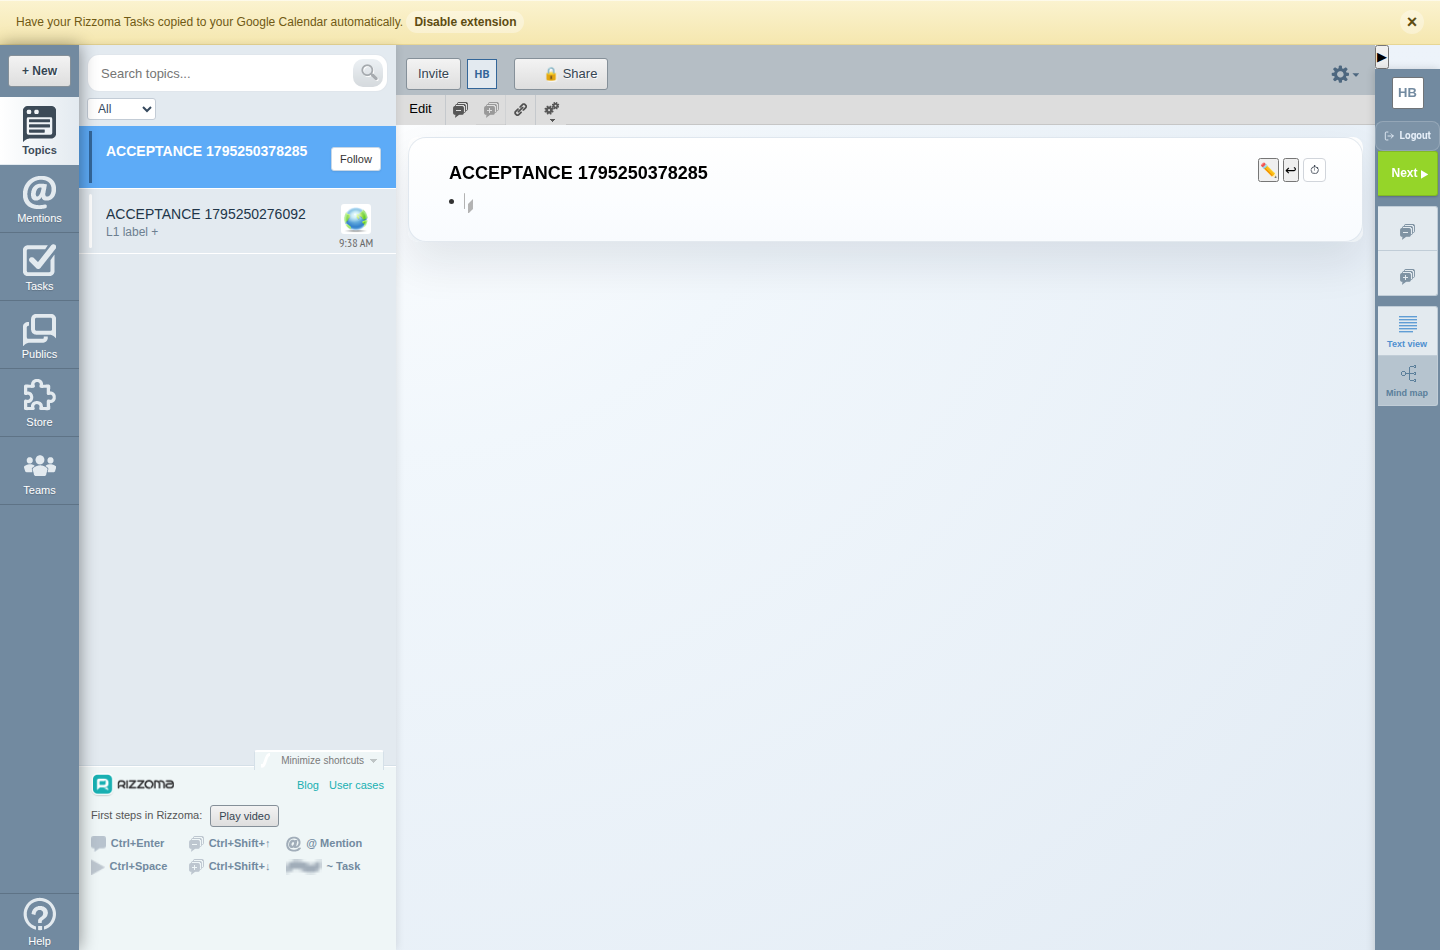 Have your Rizzoma Tasks copied to your Google Calendar automatically. Disable extension ×
+ New
Topics
Mentions
Tasks
Publics
Store
Teams
Help
Search topics...
All
ACCEPTANCE 1795250378285
Follow
ACCEPTANCE 1795250276092
L1 label +
9:38 AM
Minimize shortcuts
RIZZOMA
Blog User cases
First steps in Rizzoma: Play video
Ctrl+Enter Ctrl+Shift+↑ @ Mention
Ctrl+Space Ctrl+Shift+↓ ~ Task
Invite HB Share
Edit
ACCEPTANCE 1795250378285
HB
Logout
Next
Text view
Mind map